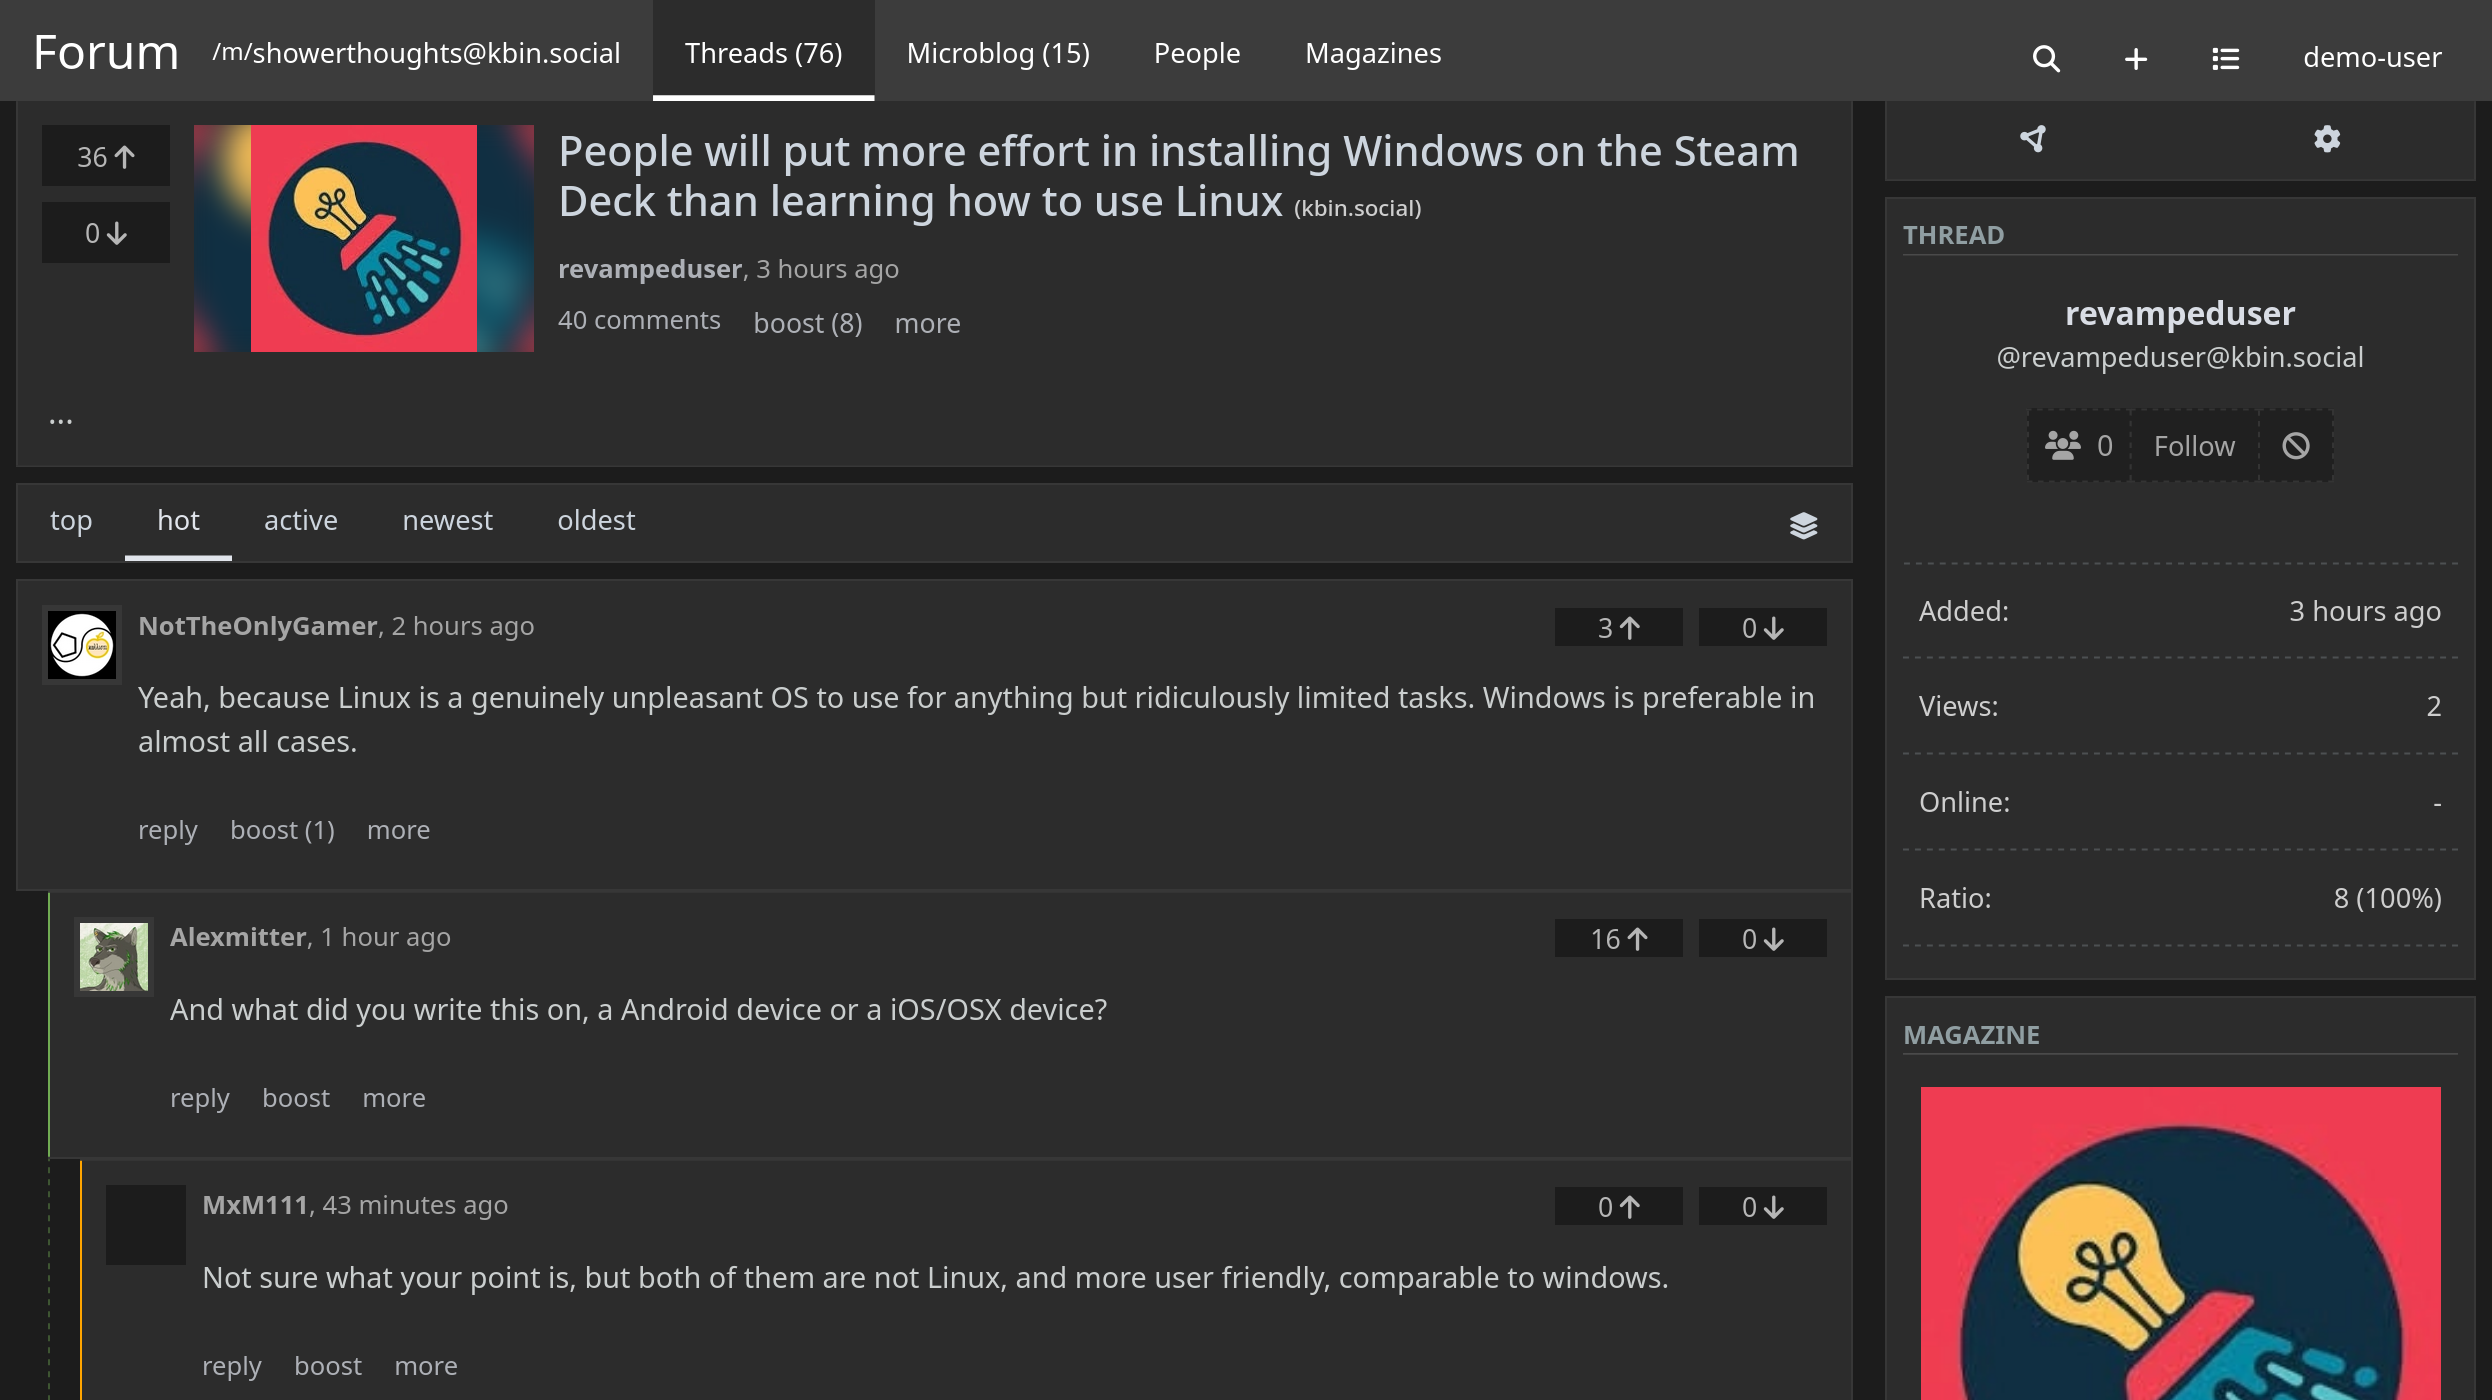 Forum
/m/showerthoughts@kbin.social
Threads (76)
Microblog (15)
People
Magazines
demo-user
36
0
People will put more effort in installing Windows on the Steam
Deck than learning how to use Linux (kbin.social)
revampeduser, 3 hours ago
40 comments boost (8) more
...
top hot active newest oldest
NotTheOnlyGamer, 2 hours ago
3
0
Yeah, because Linux is a genuinely unpleasant OS to use for anything but ridiculously limited tasks. Windows is preferable in
almost all cases.
reply boost (1) more
Alexmitter, 1 hour ago
16
0
And what did you write this on, a Android device or a iOS/OSX device?
reply boost more
MxM111, 43 minutes ago
0
0
Not sure what your point is, but both of them are not Linux, and more user friendly, comparable to windows.
reply boost more
THREAD
revampeduser
@revampeduser@kbin.social
0 Follow
Added: 3 hours ago
Views: 2
Online: -
Ratio: 8 (100%)
MAGAZINE